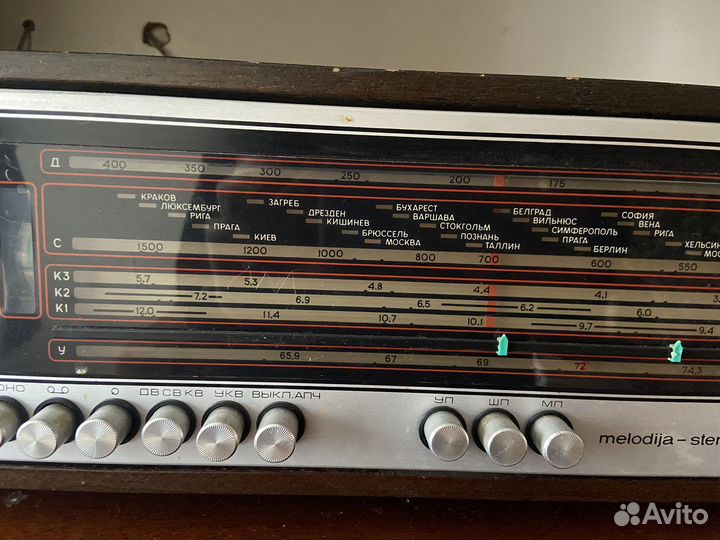 Д 400 350 300 250 200 175
КРАКОВ ЗАГРЕБ БУХАРЕСТ БЕЛГРАД СОФИЯ
ЛЮКСЕМБУРГ ДРЕЗДЕН ВАРШАВА ВИЛЬНЮС ВЕНА
РИГА КИШИНЕВ СТОКГОЛЬМ СИМФЕРОПОЛЬ РИГА
ПРАГА БРЮССЕЛЬ ПОЗНАНЬ ПРАГА ХЕЛЬСИН
КИЕВ МОСКВА ТАЛЛИН БЕРЛИН МОС
С 1500 1200 1000 800 700 600 550
К3 5.7 5.3 4.8 4.4 4.1
К2 7.2 6.9 6.5 6.2 6.0
К1 12.0 11.4 10.7 10.1 9.7 9.4
У 65,9 67 69 72 74,3
ОНО ДВ СВ КВ УКВ ВЫКЛ.АПЧ УП ШП МП
melodija – ster
Avito